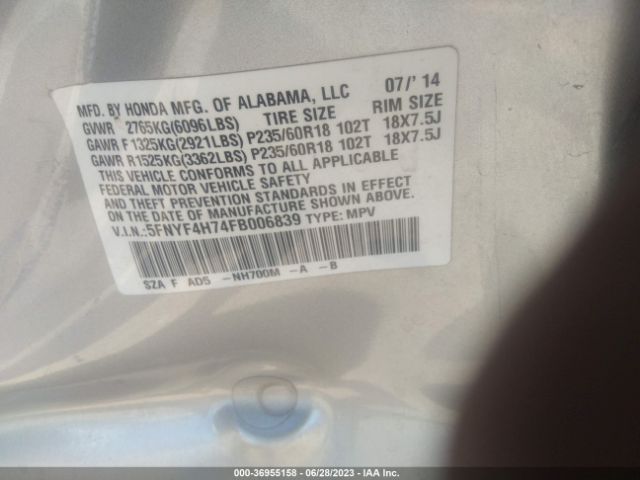 MFD. BY HONDA MFG. OF ALABAMA, LLC 07/'14
GVWR 2765KG(6096LBS) TIRE SIZE RIM SIZE
GAWR F 1325KG(2921LBS) P235/60R18 102T 18X7.5J
GAWR R1525KG(3362LBS) P235/60R18 102T 18X7.5J
THIS VEHICLE CONFORMS TO ALL APPLICABLE
FEDERAL MOTOR VEHICLE SAFETY
AND THEFT PREVENTION STANDARDS IN EFFECT
ON THE DATE OF MANUFACTURE SHOWN ABOVE.
V.I.N.:5FNYF4H74FB006839 TYPE: MPV
SZA F AD5 -NH700M -A -B
000-36955158 - 06/28/2023 - IAA Inc.